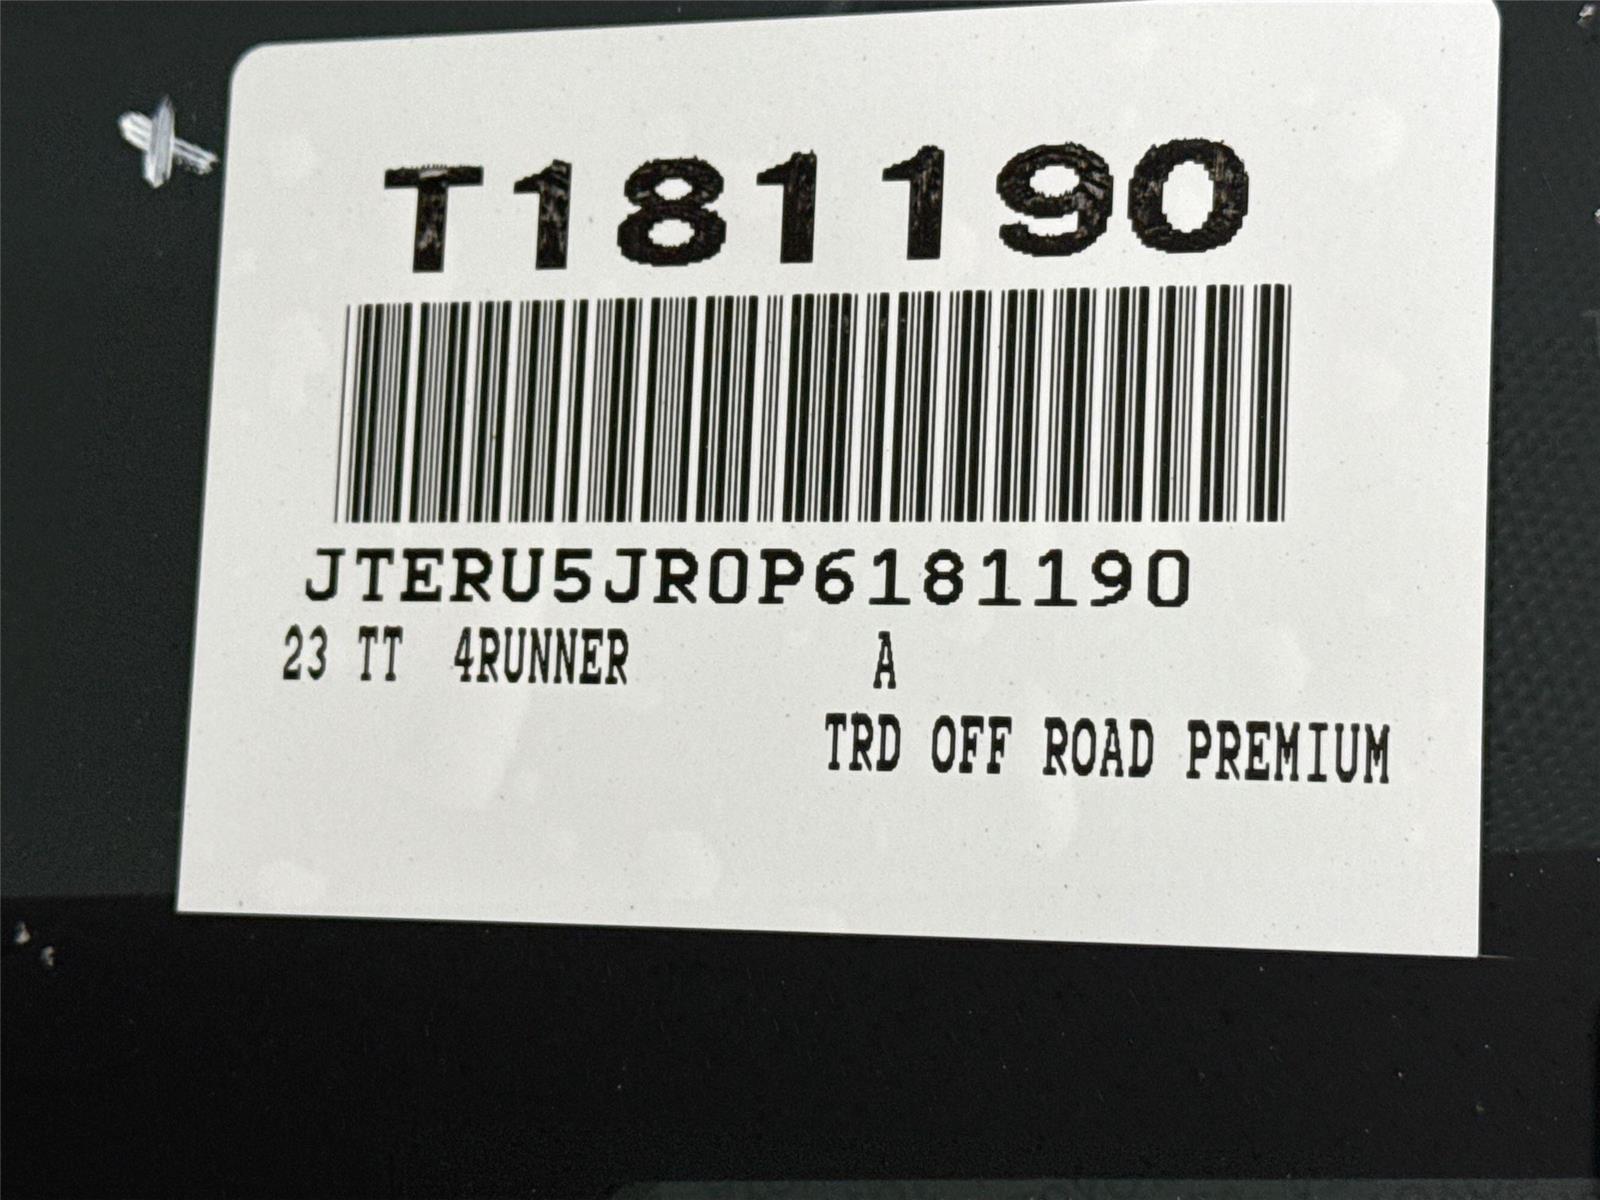 T181190
JTERU5JR0P6181190
23 TT 4RUNNER A
TRD OFF ROAD PREMIUM